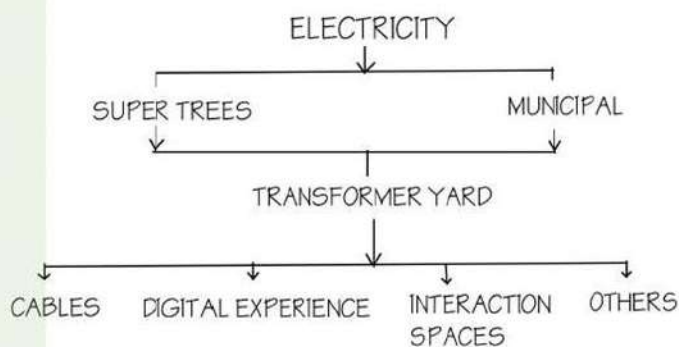 ELECTRICITY
SUPER TREES
MUNICIPAL
TRANSFORMER YARD
CABLES
DIGITAL EXPERIENCE
INTERACTION
SPACES
OTHERS